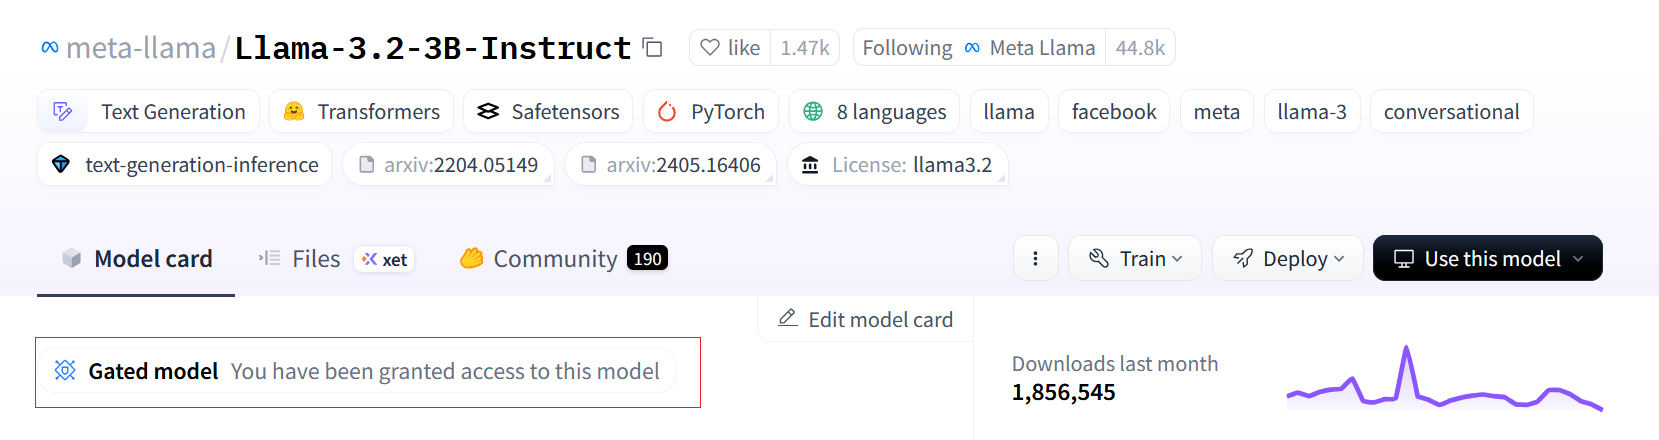 meta-llama/Llama-3.2-3B-Instruct like 1.47k Following Meta Llama 44.8k
Text Generation Transformers Safetensors PyTorch 8 languages llama facebook meta llama-3 conversational
text-generation-inference arxiv:2204.05149 arxiv:2405.16406 License: llama3.2
Model card Files xet Community 190 Train Deploy Use this model
Edit model card
Gated model You have been granted access to this model
Downloads last month
1,856,545